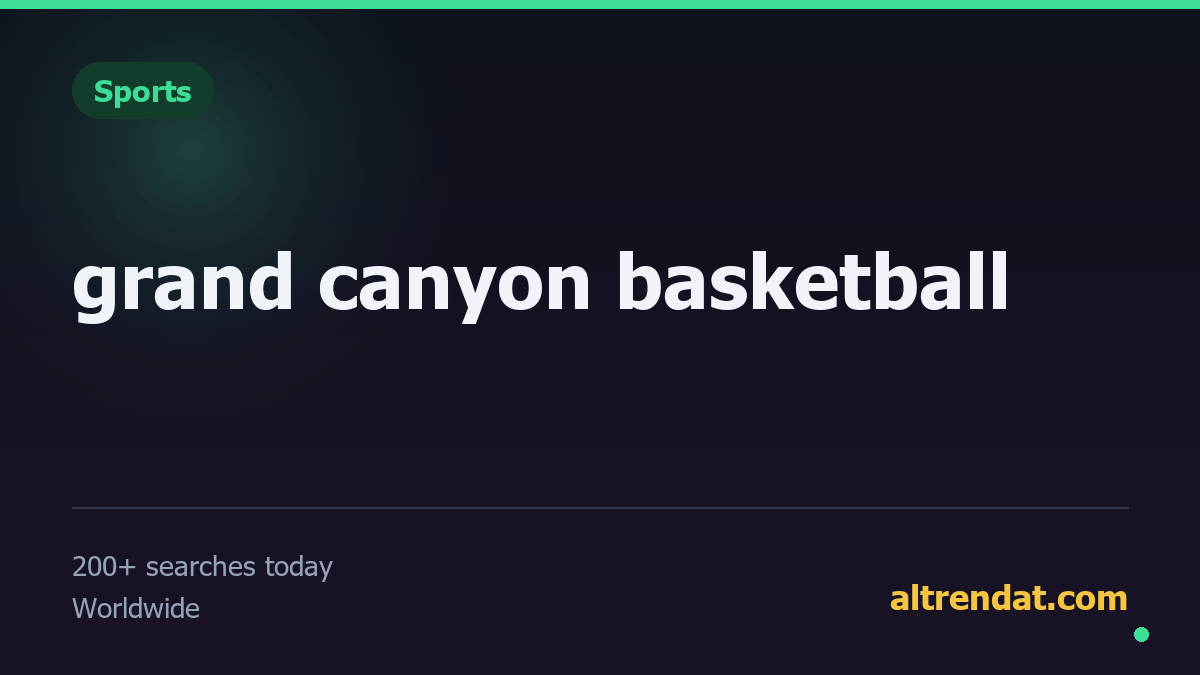 Sports
grand canyon basketball
200+ searches today
Worldwide
altrendat.com